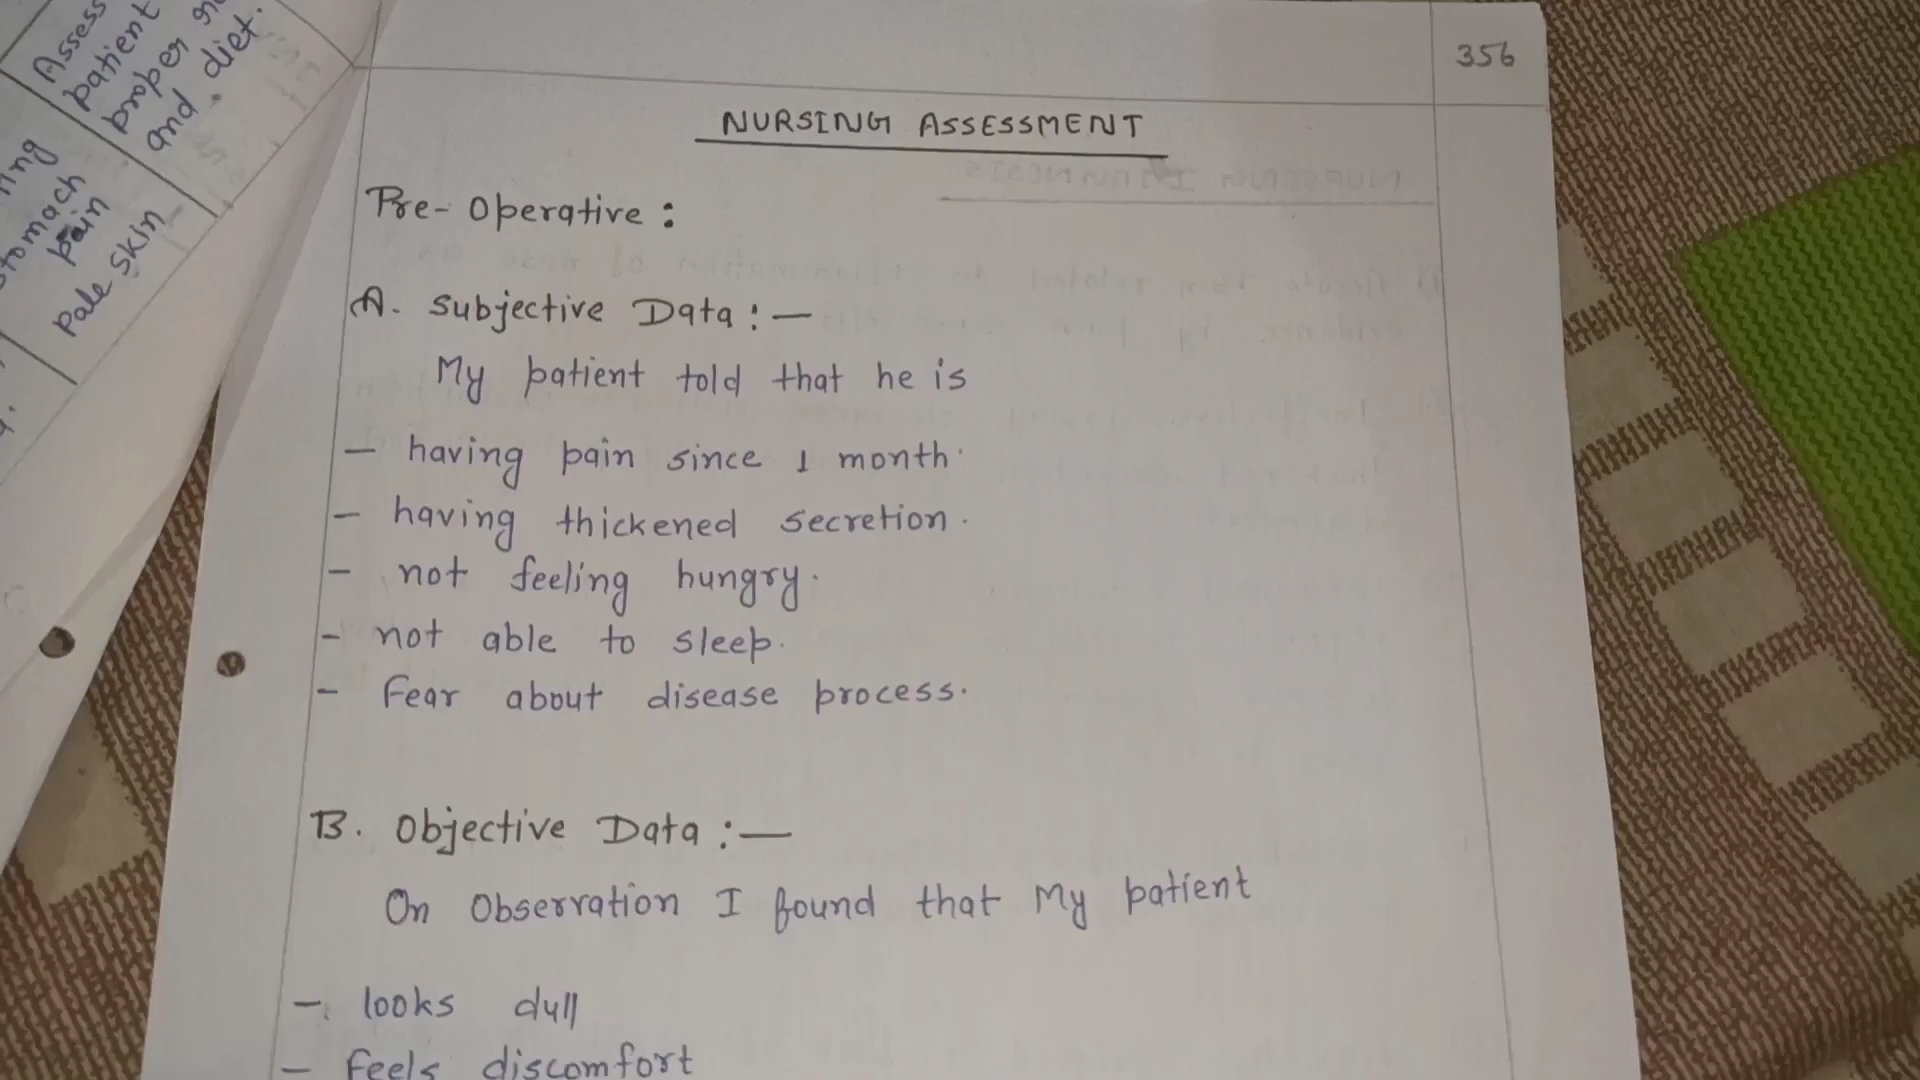 356
NURSING ASSESSMENT
Pre-Operative :
A. Subjective Data :—
My patient told that he is
— having pain since 1 month.
— having thickened secretion.
— not feeling hungry.
— not able to sleep.
— Fear about disease process.
B. Objective Data :—
On Observation I found that My patient
— looks dull
— Feels discomfort
Assess
patient
proper
and diet.
stomach
pain
Pale skin